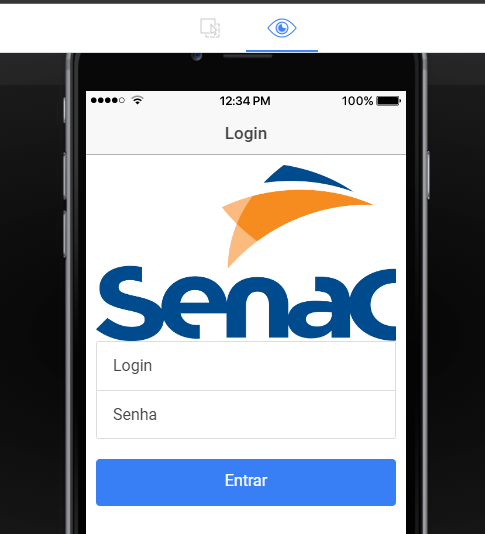 12:34 PM 100%
Login
senac
Login
Senha
Entrar